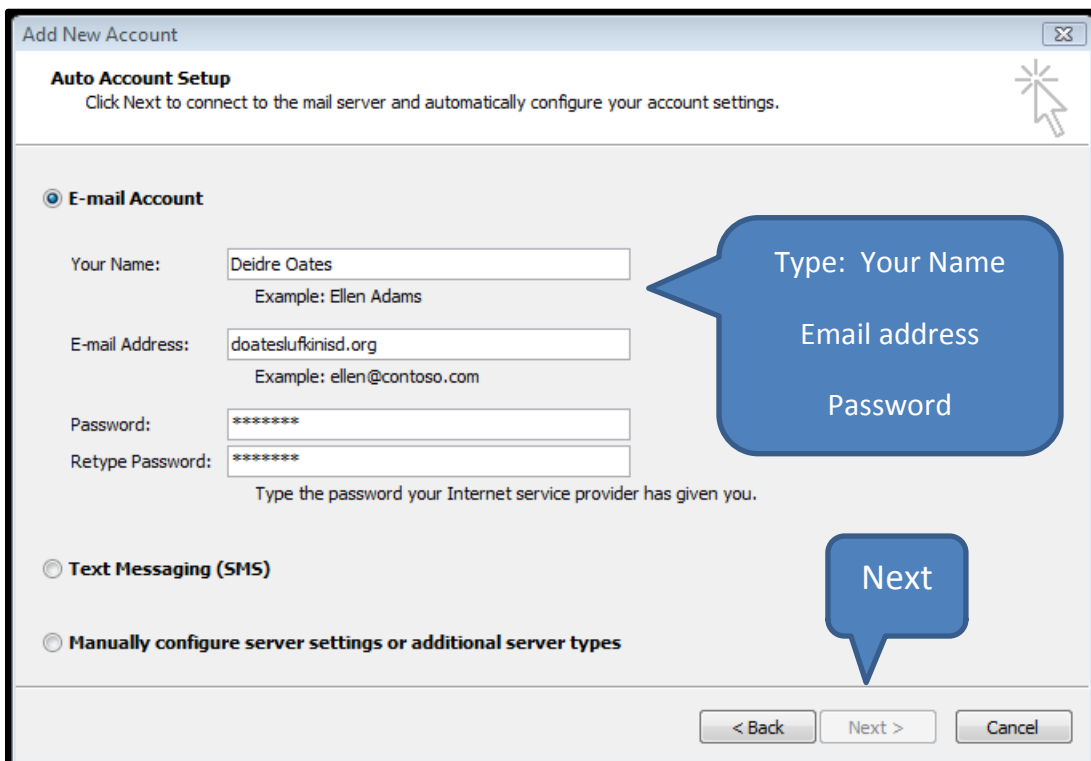 Add New Account
Auto Account Setup
Click Next to connect to the mail server and automatically configure your account settings.
E-mail Account
Your Name: Deidre Oates
Example: Ellen Adams
E-mail Address: doateslufkinisd.org
Example: ellen@contoso.com
Password: *******
Retype Password: *******
Type the password your Internet service provider has given you.
Type: Your Name
Email address
Password
Text Messaging (SMS)
Next
Manually configure server settings or additional server types
< Back Next > Cancel